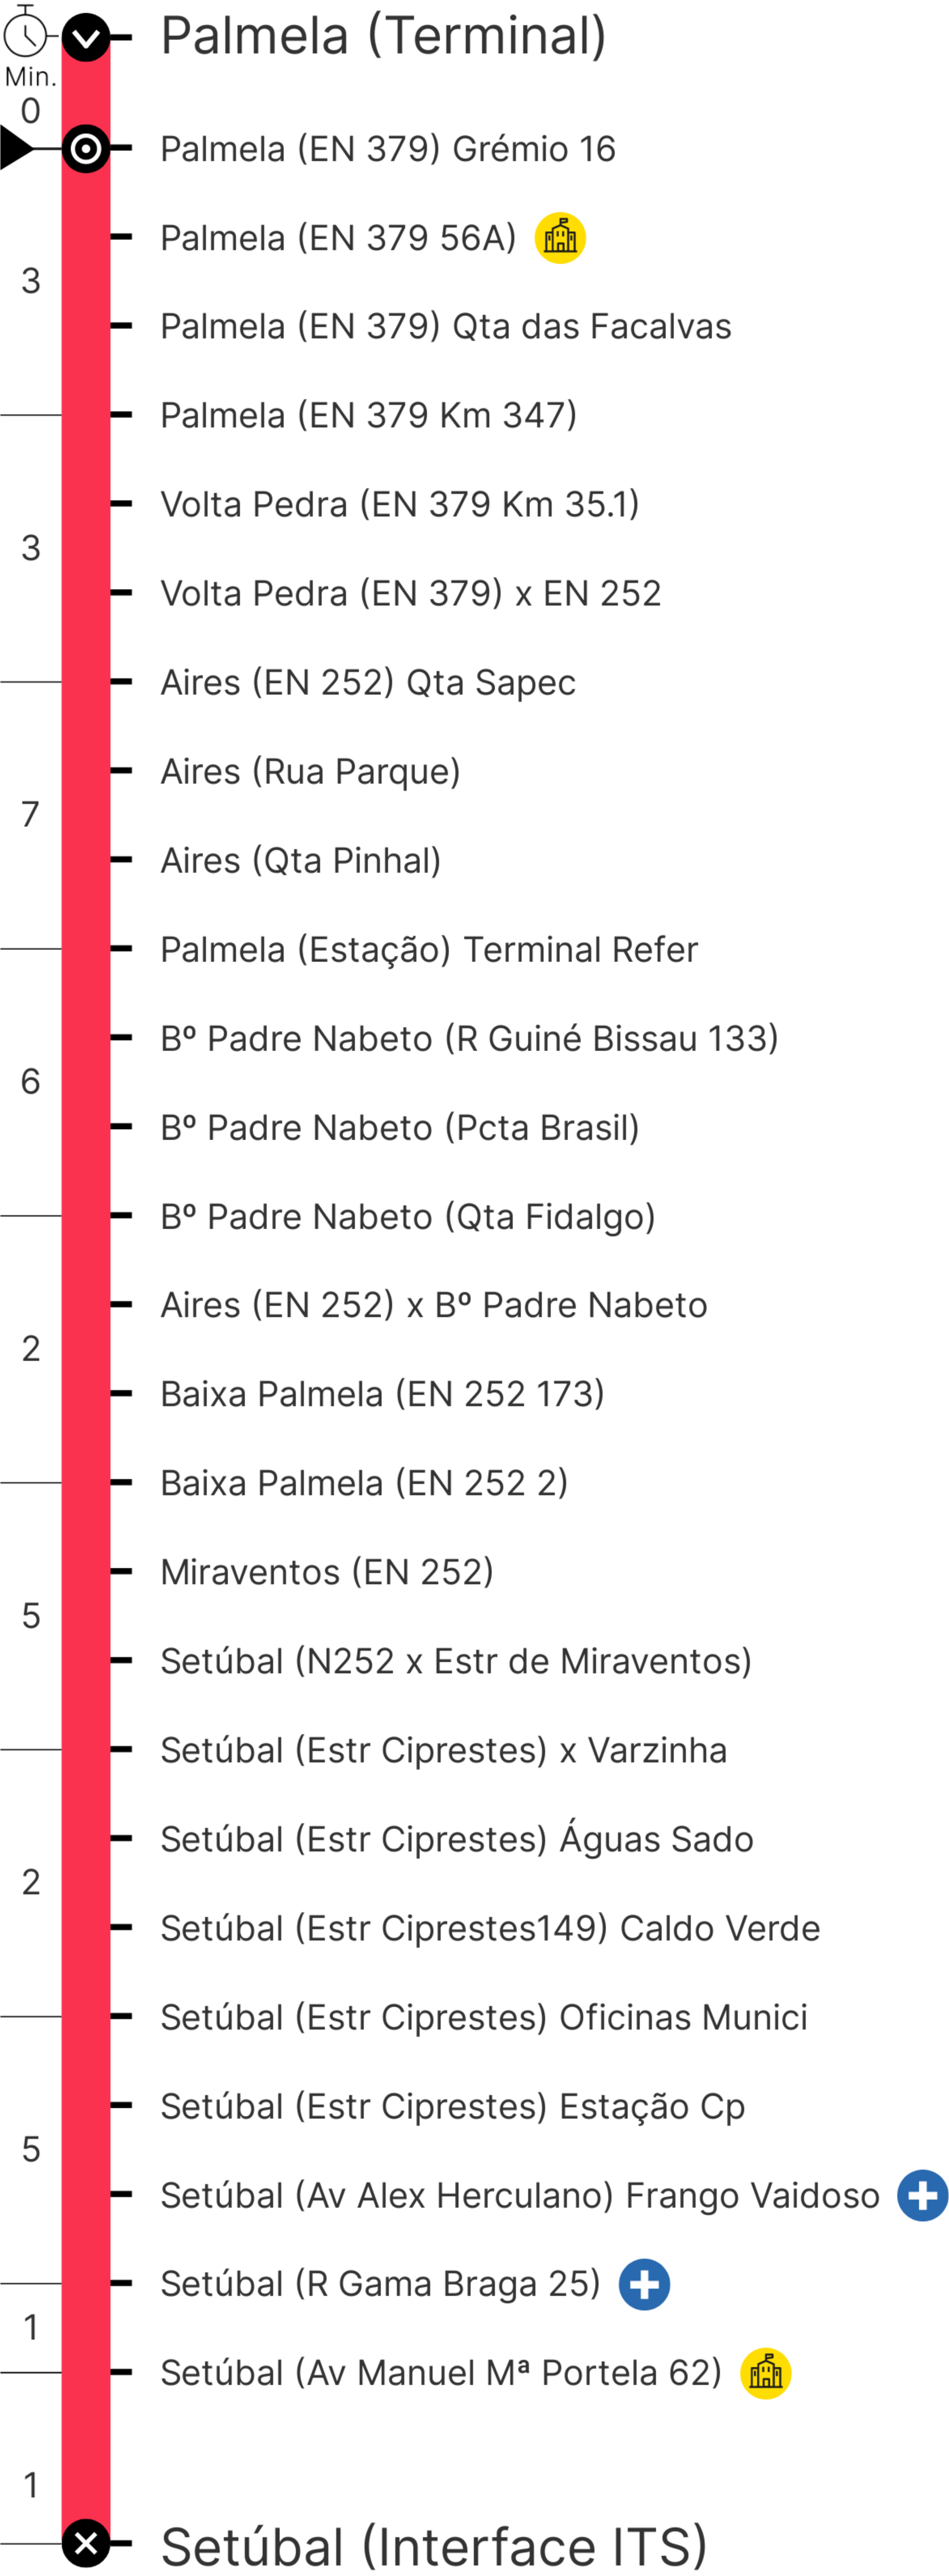 Palmela (Terminal)
Min.
0
Palmela (EN 379) Grémio 16
Palmela (EN 379 56A)
3
Palmela (EN 379) Qta das Facalvas
Palmela (EN 379 Km 347)
Volta Pedra (EN 379 Km 35.1)
3
Volta Pedra (EN 379) x EN 252
Aires (EN 252) Qta Sapec
Aires (Rua Parque)
7
Aires (Qta Pinhal)
Palmela (Estação) Terminal Refer
Bº Padre Nabeto (R Guiné Bissau 133)
6
Bº Padre Nabeto (Pcta Brasil)
Bº Padre Nabeto (Qta Fidalgo)
Aires (EN 252) x Bº Padre Nabeto
2
Baixa Palmela (EN 252 173)
Baixa Palmela (EN 252 2)
Miraventos (EN 252)
5
Setúbal (N252 x Estr de Miraventos)
Setúbal (Estr Ciprestes) x Varzinha
Setúbal (Estr Ciprestes) Águas Sado
2
Setúbal (Estr Ciprestes149) Caldo Verde
Setúbal (Estr Ciprestes) Oficinas Munici
Setúbal (Estr Ciprestes) Estação Cp
5
Setúbal (Av Alex Herculano) Frango Vaidoso
Setúbal (R Gama Braga 25)
1
Setúbal (Av Manuel Mª Portela 62)
1
Setúbal (Interface ITS)